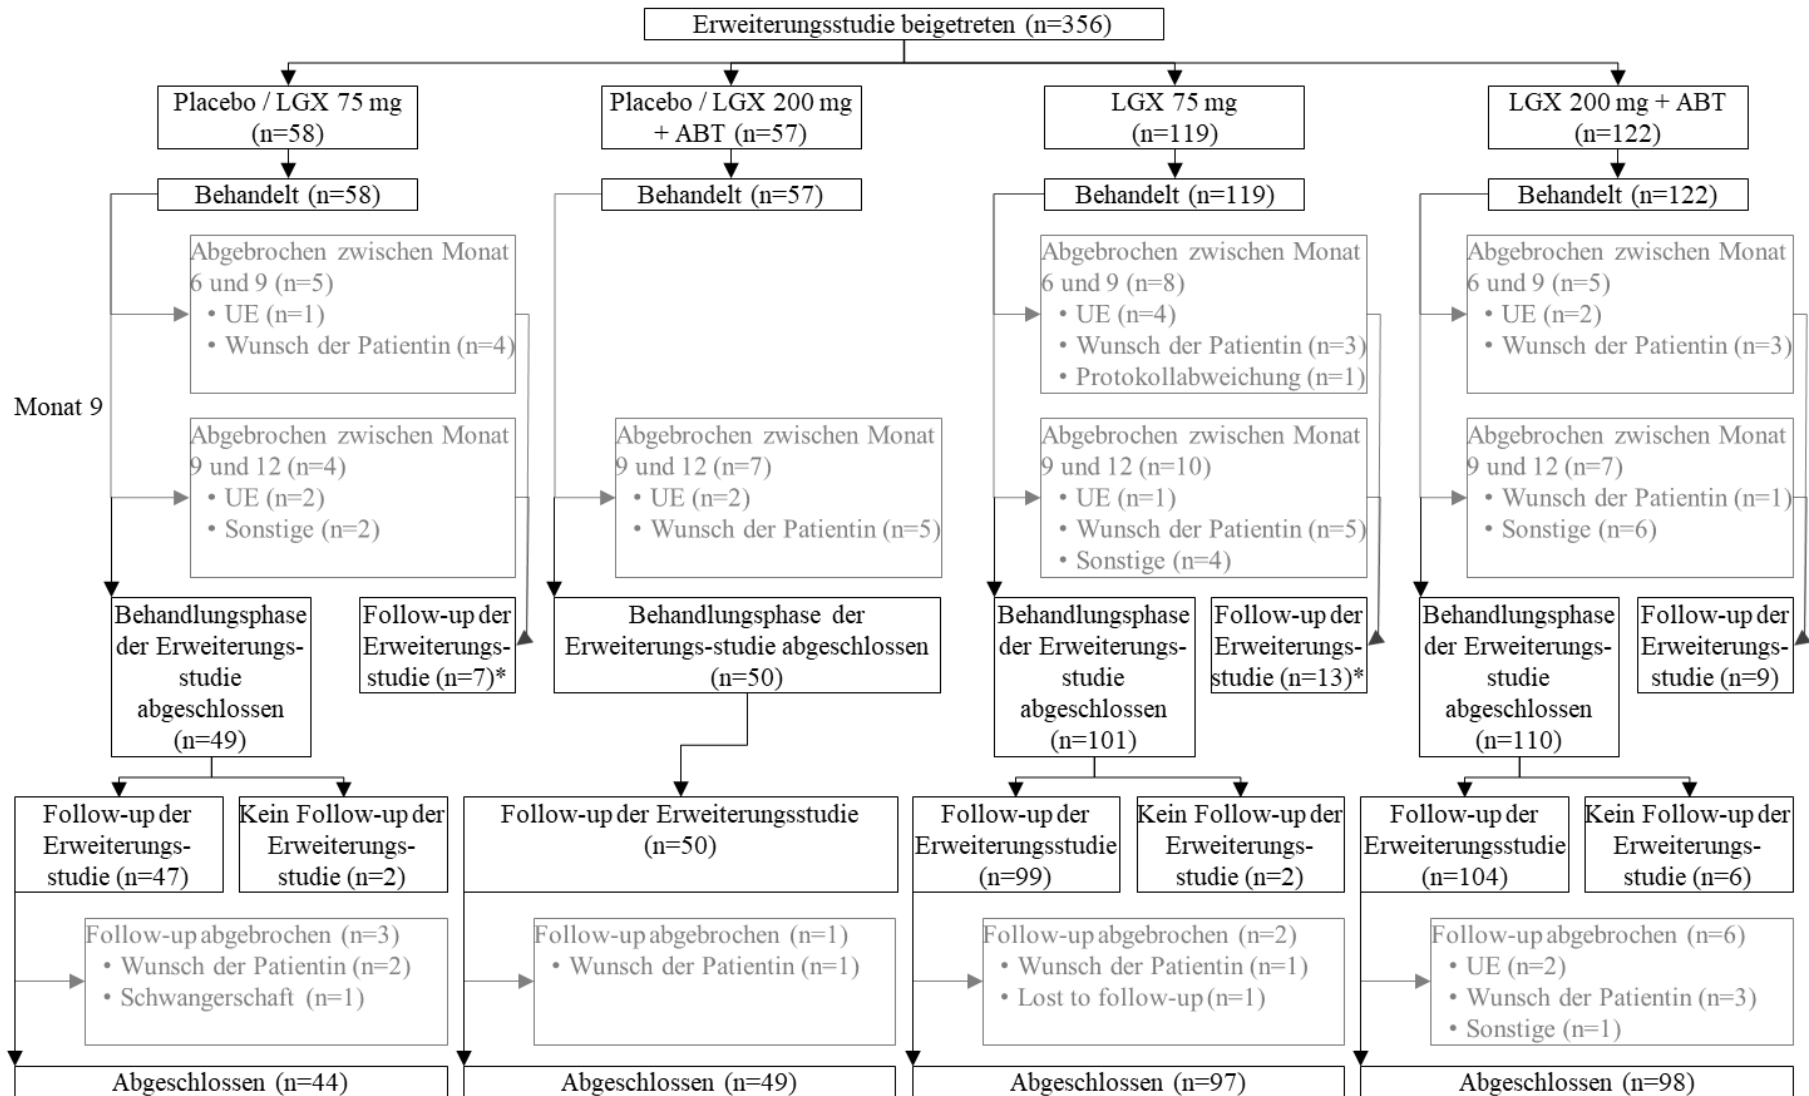 Erweiterungsstudie beigetreten (n=356)
Placebo / LGX 75 mg
(n=58)
Placebo / LGX 200 mg
+ ABT (n=57)
LGX 75 mg
(n=119)
LGX 200 mg + ABT
(n=122)
Behandelt (n=58)
Behandelt (n=57)
Behandelt (n=119)
Behandelt (n=122)
Abgebrochen zwischen Monat
6 und 9 (n=5)
• UE (n=1)
• Wunsch der Patientin (n=4)
Abgebrochen zwischen Monat
6 und 9 (n=8)
• UE (n=4)
• Wunsch der Patientin (n=3)
• Protokollabweichung (n=1)
Abgebrochen zwischen Monat
6 und 9 (n=5)
• UE (n=2)
• Wunsch der Patientin (n=3)
Monat 9
Abgebrochen zwischen Monat
9 und 12 (n=4)
• UE (n=2)
• Sonstige (n=2)
Abgebrochen zwischen Monat
9 und 12 (n=7)
• UE (n=2)
• Wunsch der Patientin (n=5)
Abgebrochen zwischen Monat
9 und 12 (n=10)
• UE (n=1)
• Wunsch der Patientin (n=5)
• Sonstige (n=4)
Abgebrochen zwischen Monat
9 und 12 (n=7)
• Wunsch der Patientin (n=1)
• Sonstige (n=6)
Behandlungsphase
der Erweiterungs-
studie
abgeschlossen
(n=49)
Follow-up der
Erweiterungs-
studie (n=7)*
Behandlungsphase der
Erweiterungs-studie abgeschlossen
(n=50)
Behandlungsphase
der Erweiterungs-
studie
abgeschlossen
(n=101)
Follow-up der
Erweiterungs-
studie (n=13)*
Behandlungsphase
der Erweiterungs-
studie
abgeschlossen
(n=110)
Follow-up der
Erweiterungs-
studie (n=9)
Follow-up der
Erweiterungs-
studie (n=47)
Kein Follow-up der
Erweiterungs-
studie (n=2)
Follow-up der Erweiterungsstudie
(n=50)
Follow-up der
Erweiterungsstudie
(n=99)
Kein Follow-up der
Erweiterungs-
studie (n=2)
Follow-up der
Erweiterungsstudie
(n=104)
Kein Follow-up der
Erweiterungs-
studie (n=6)
Follow-up abgebrochen (n=3)
• Wunsch der Patientin (n=2)
• Schwangerschaft (n=1)
Follow-up abgebrochen (n=1)
• Wunsch der Patientin (n=1)
Follow-up abgebrochen (n=2)
• Wunsch der Patientin (n=1)
• Lost to follow-up (n=1)
Follow-up abgebrochen (n=6)
• UE (n=2)
• Wunsch der Patientin (n=3)
• Sonstige (n=1)
Abgeschlossen (n=44)
Abgeschlossen (n=49)
Abgeschlossen (n=97)
Abgeschlossen (n=98)